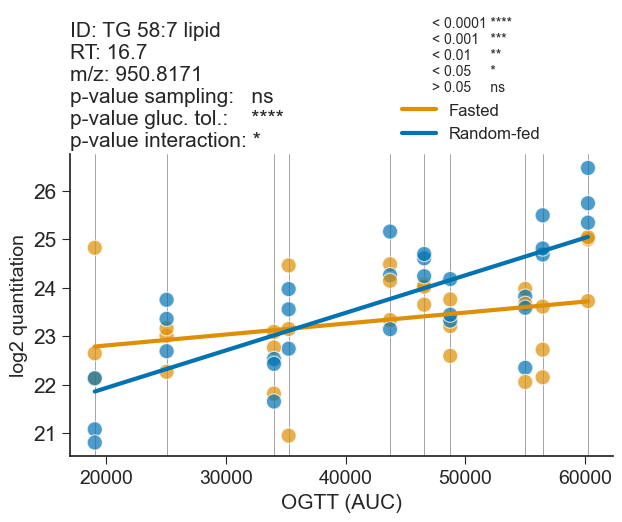 ID: TG 58:7 lipid
RT: 16.7
m/z: 950.8171
p-value sampling: ns
p-value gluc. tol.: ****
p-value interaction: *
< 0.0001 ****
< 0.001 ***
< 0.01 **
< 0.05 *
> 0.05 ns
Fasted
Random-fed
log2 quantitation
26
25
24
23
22
21
20000 30000 40000 50000 60000
OGTT (AUC)